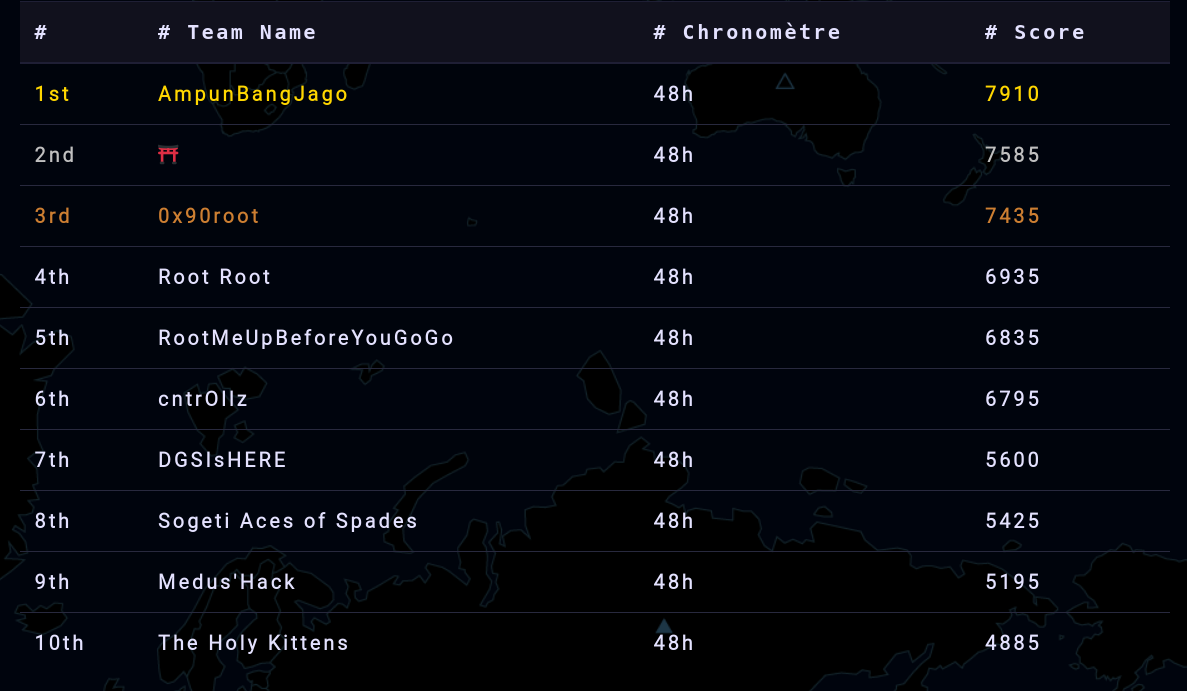 # # Team Name # Chronomètre # Score
1st AmpunBangJago 48h 7910
2nd ⛩ 48h 7585
3rd 0x90root 48h 7435
4th Root Root 48h 6935
5th RootMeUpBeforeYouGoGo 48h 6835
6th cntrOllz 48h 6795
7th DGSIsHERE 48h 5600
8th Sogeti Aces of Spades 48h 5425
9th Medus'Hack 48h 5195
10th The Holy Kittens 48h 4885